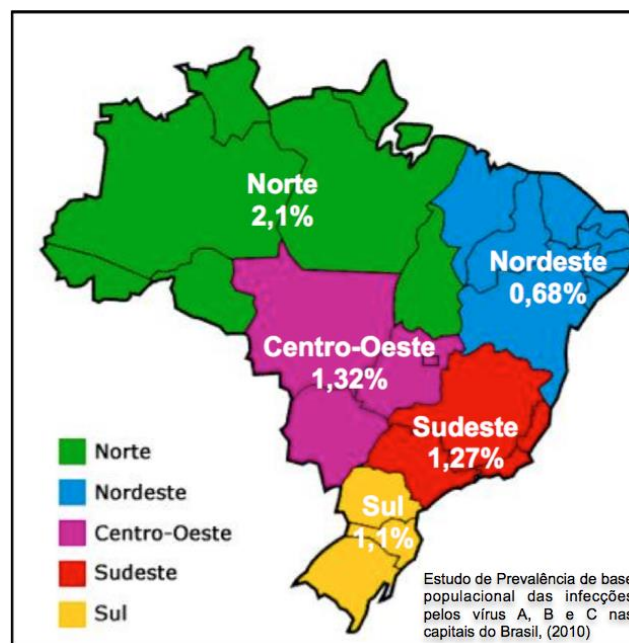 Norte
2,1%
Nordeste
0,68%
Centro-Oeste
1,32%
Sudeste
1,27%
Sul
1,1%
Norte
Nordeste
Centro-Oeste
Sudeste
Sul
Estudo de Prevalência de base
populacional das infecções
pelos vírus A, B e C nas
capitais do Brasil, (2010)